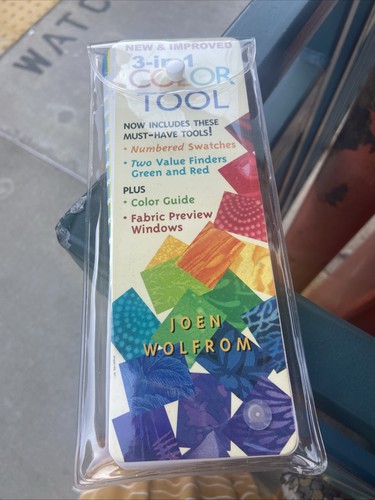 WATC
NEW & IMPROVED
3-in-1
COLOR
TOOL
NOW INCLUDES THESE
MUST-HAVE TOOLS!
• Numbered Swatches
• Two Value Finders
Green and Red
PLUS
• Color Guide
• Fabric Preview
Windows
JOEN
WOLFROM